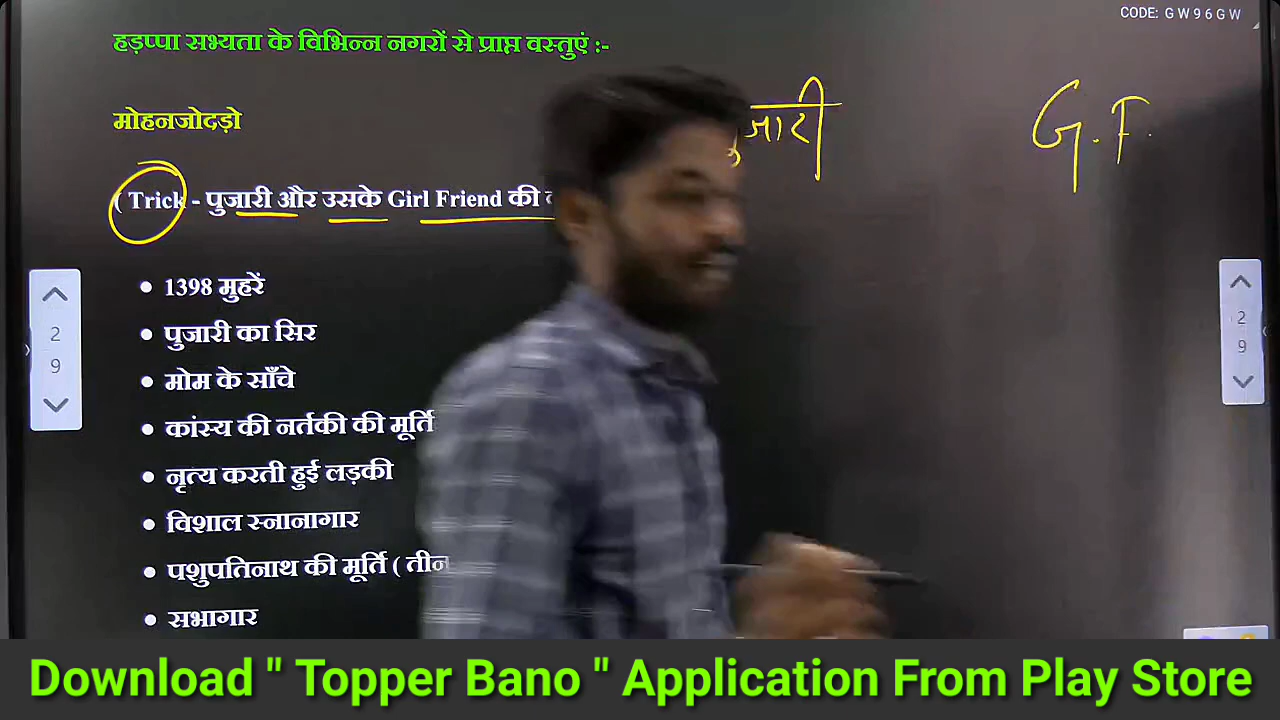 CODE: G W 9 6 G W
हड़प्पा सभ्यता के विभिन्न नगरों से प्राप्त वस्तुएं :-
मोहनजोदड़ो
पुजारी
G.F.
( Trick - पुजारी और उसके Girl Friend की
• 1398 मुहरें
• पुजारी का सिर
• मोम के साँचे
• कांस्य की नर्तकी की मूर्ति
• नृत्य करती हुई लड़की
• विशाल स्नानागार
• पशुपतिनाथ की मूर्ति ( तीन
• सभागार
2
9
2
9
Download " Topper Bano " Application From Play Store